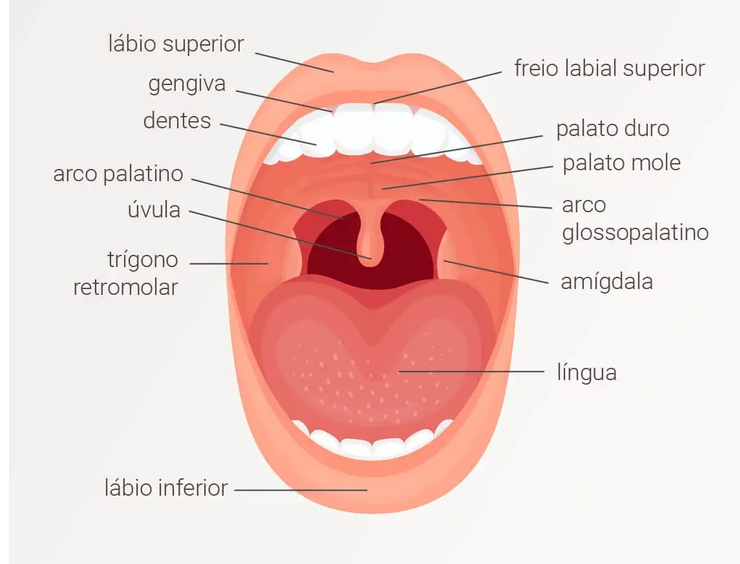 lábio superior
gengiva
dentes
arco palatino
úvula
trígono
retromolar
lábio inferior
freio labial superior
palato duro
palato mole
arco
glossopalatino
amígdala
língua